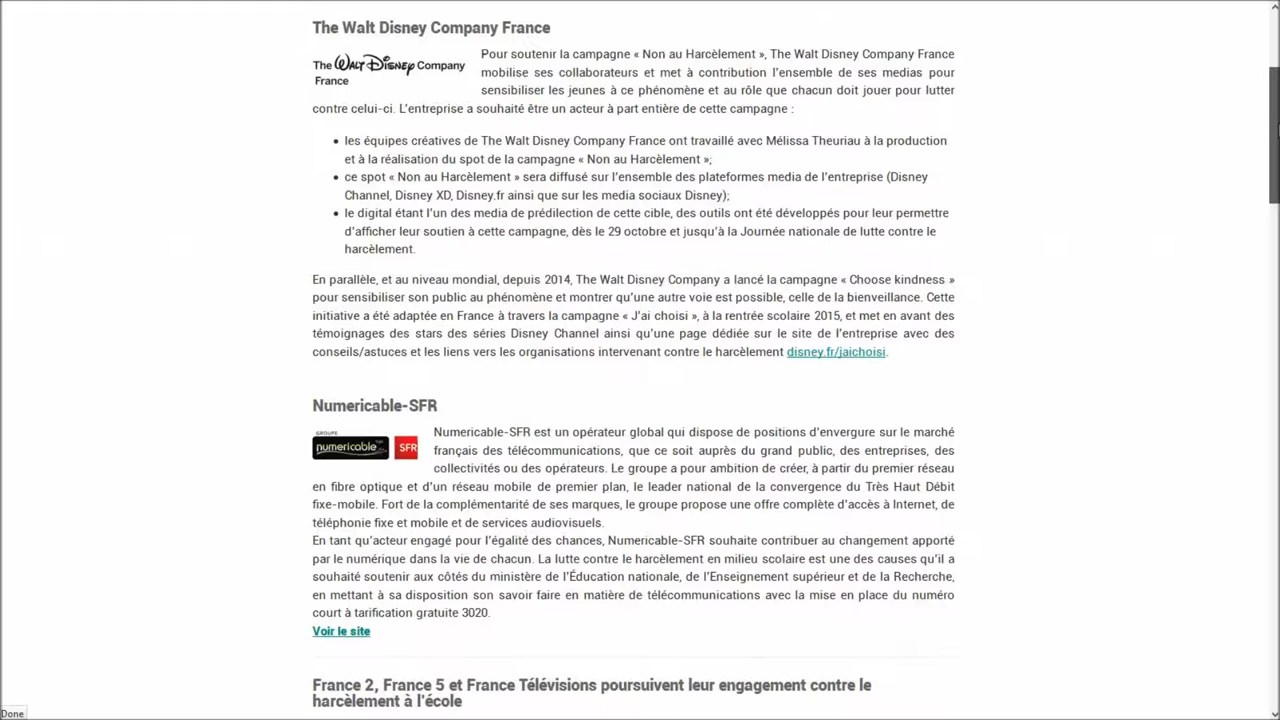 The Walt Disney Company France
The WALT DISNEY Company
France
Pour soutenir la campagne « Non au Harcèlement », The Walt Disney Company France
mobilise ses collaborateurs et met à contribution l'ensemble de ses medias pour
sensibiliser les jeunes à ce phénomène et au rôle que chacun doit jouer pour lutter
contre celui-ci. L'entreprise a souhaité être un acteur à part entière de cette campagne :
• les équipes créatives de The Walt Disney Company France ont travaillé avec Mélissa Theuriau à la production
et à la réalisation du spot de la campagne « Non au Harcèlement »;
• ce spot « Non au Harcèlement » sera diffusé sur l'ensemble des plateformes media de l'entreprise (Disney
Channel, Disney XD, Disney.fr ainsi que sur les media sociaux Disney);
• le digital étant l'un des media de prédilection de cette cible, des outils ont été développés pour leur permettre
d'afficher leur soutien à cette campagne, dès le 29 octobre et jusqu'à la Journée nationale de lutte contre le
harcèlement.
En parallèle, et au niveau mondial, depuis 2014, The Walt Disney Company a lancé la campagne « Choose kindness »
pour sensibiliser son public au phénomène et montrer qu'une autre voie est possible, celle de la bienveillance. Cette
initiative a été adaptée en France à travers la campagne « J'ai choisi », à la rentrée scolaire 2015, et met en avant des
témoignages des stars des séries Disney Channel ainsi qu'une page dédiée sur le site de l'entreprise avec des
conseils/astuces et les liens vers les organisations intervenant contre le harcèlement disney.fr/jaichoisi.
Numericable-SFR
GROUPE
numericable
SFR
Numericable-SFR est un opérateur global qui dispose de positions d'envergure sur le marché
français des télécommunications, que ce soit auprès du grand public, des entreprises, des
collectivités ou des opérateurs. Le groupe a pour ambition de créer, à partir du premier réseau
en fibre optique et d'un réseau mobile de premier plan, le leader national de la convergence du Très Haut Débit
fixe-mobile. Fort de la complémentarité de ses marques, le groupe propose une offre complète d'accès à Internet, de
téléphonie fixe et mobile et de services audiovisuels.
En tant qu'acteur engagé pour l'égalité des chances, Numericable-SFR souhaite contribuer au changement apporté
par le numérique dans la vie de chacun. La lutte contre le harcèlement en milieu scolaire est une des causes qu'il a
souhaité soutenir aux côtés du ministère de l'Éducation nationale, de l'Enseignement supérieur et de la Recherche,
en mettant à sa disposition son savoir faire en matière de télécommunications avec la mise en place du numéro
court à tarification gratuite 3020.
Voir le site
France 2, France 5 et France Télévisions poursuivent leur engagement contre le
harcèlement à l'école
Done